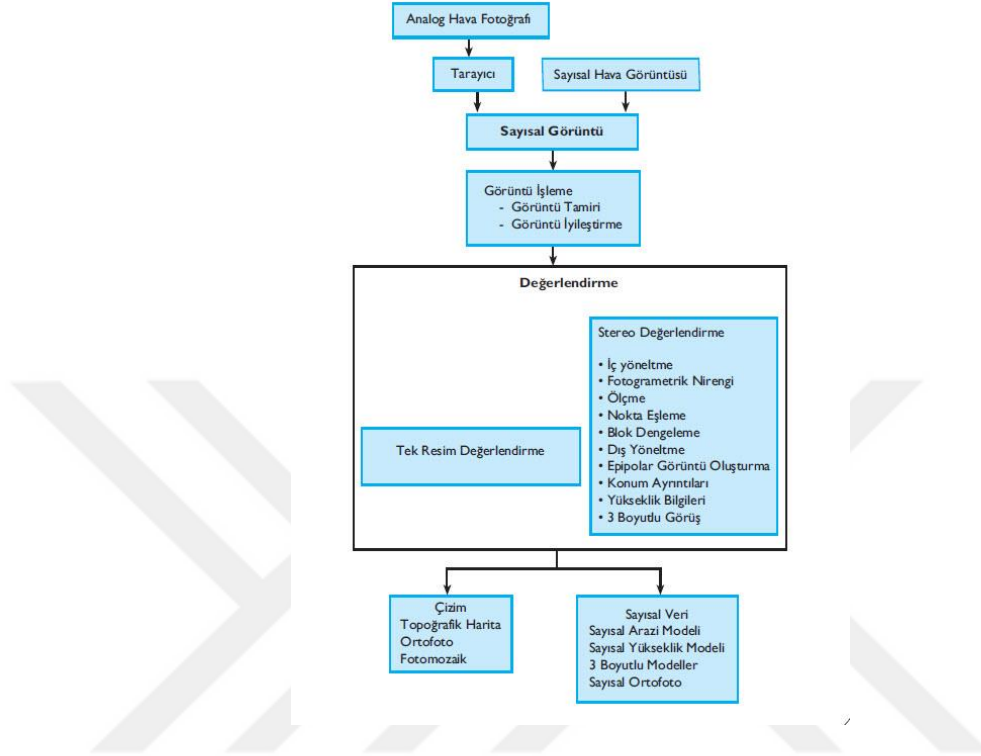 Analog Hava Fotoğrafı
Tarayıcı
Sayısal Hava Görüntüsü
Sayısal Görüntü
Görüntü İşleme
- Görüntü Tamiri
- Görüntü İyileştirme
Değerlendirme
Tek Resim Değerlendirme
Stereo Değerlendirme
• İç yöneltme
• Fotogrametrik Nirengi
• Ölçme
• Nokta Eşleme
• Blok Dengeleme
• Dış Yöneltme
• Epipolar Görüntü Oluşturma
• Konum Ayrıntıları
• Yükseklik Bilgileri
• 3 Boyutlu Görüş
Çizim
Topoğrafik Harita
Ortofoto
Fotomozaik
Sayısal Veri
Sayısal Arazi Modeli
Sayısal Yükseklik Modeli
3 Boyutlu Modeller
Sayısal Ortofoto